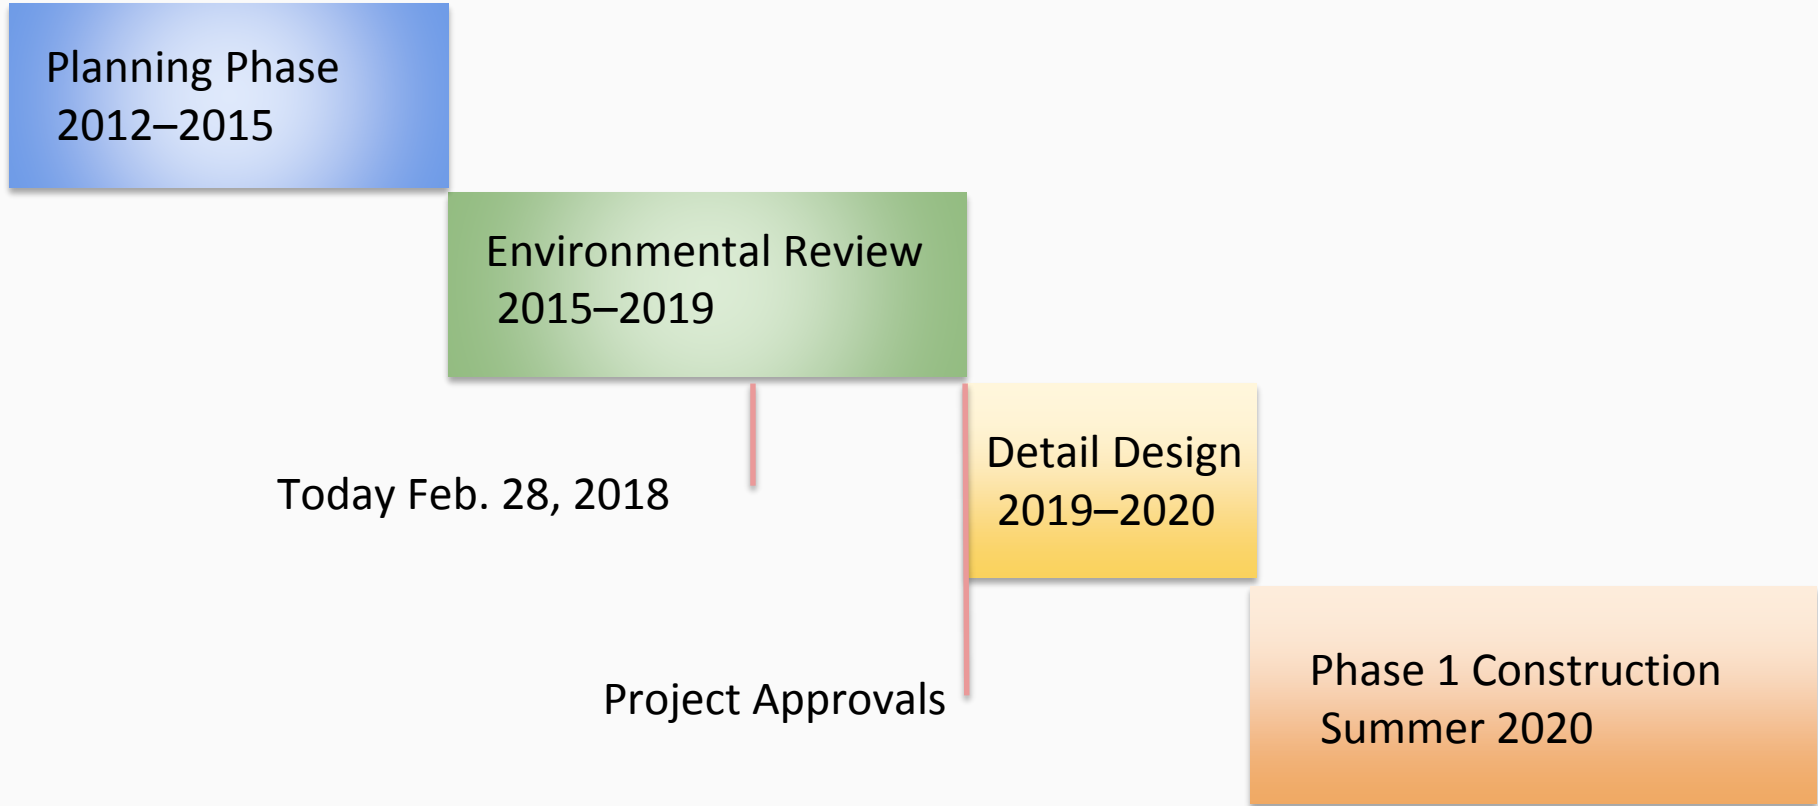 Planning Phase
2012–2015
Environmental Review
2015–2019
Today Feb. 28, 2018
Detail Design
2019–2020
Project Approvals
Phase 1 Construction
Summer 2020